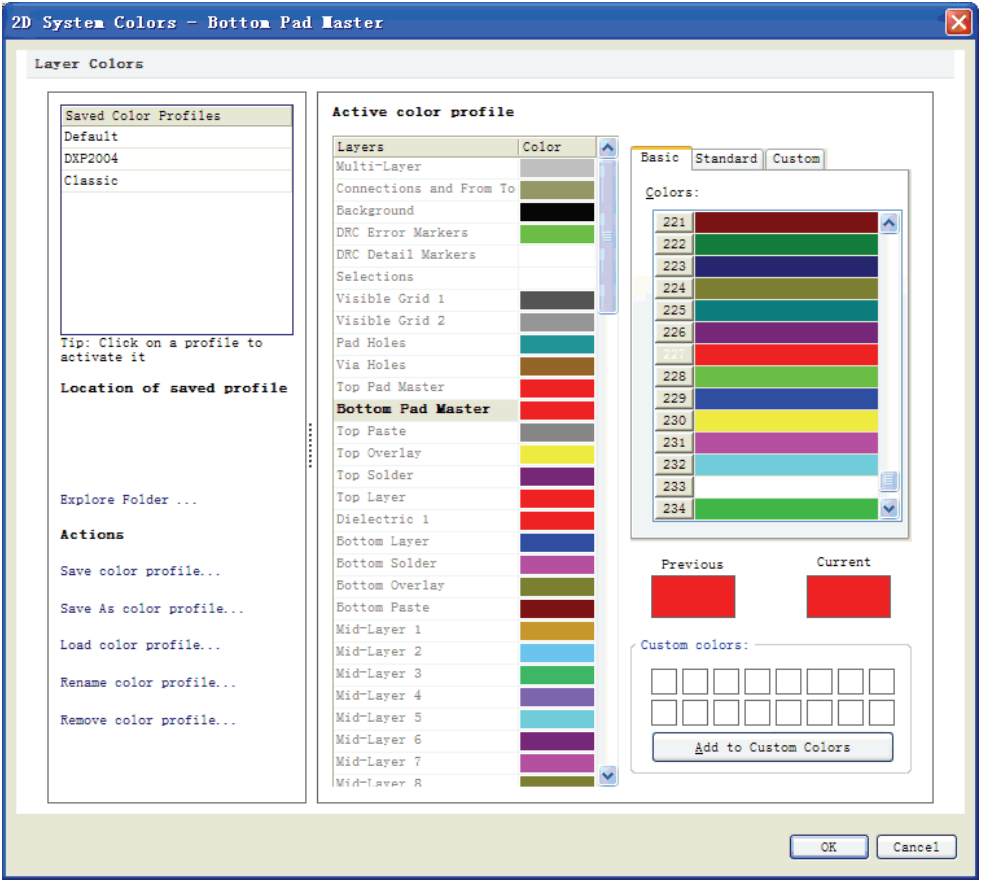 2D System Colors - Bottom Pad Master
Layer Colors
Saved Color Profiles
Default
DXP2004
Classic
Tip: Click on a profile to
activate it
Location of saved profile
Explore Folder ...
Actions
Save color profile...
Save As color profile...
Load color profile...
Rename color profile...
Remove color profile...
Active color profile
Layers Color
Multi-Layer
Connections and From To
Background
DRC Error Markers
DRC Detail Markers
Selections
Visible Grid 1
Visible Grid 2
Pad Holes
Via Holes
Top Pad Master
Bottom Pad Master
Top Paste
Top Overlay
Top Solder
Top Layer
Dielectric 1
Bottom Layer
Bottom Solder
Bottom Overlay
Bottom Paste
Mid-Layer 1
Mid-Layer 2
Mid-Layer 3
Mid-Layer 4
Mid-Layer 5
Mid-Layer 6
Mid-Layer 7
Mid-Layer 8
Basic Standard Custom
Colors:
221
222
223
224
225
226
227
228
229
230
231
232
233
234
Previous Current
Custom colors:
Add to Custom Colors
OK Cancel